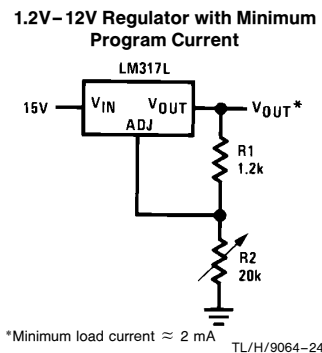 1.2V–12V Regulator with Minimum
Program Current
LM317L
15V
VIN
VOUT
ADJ
VOUT*
R1
1.2k
R2
20k
*Minimum load current ≈ 2 mA
TL/H/9064–24